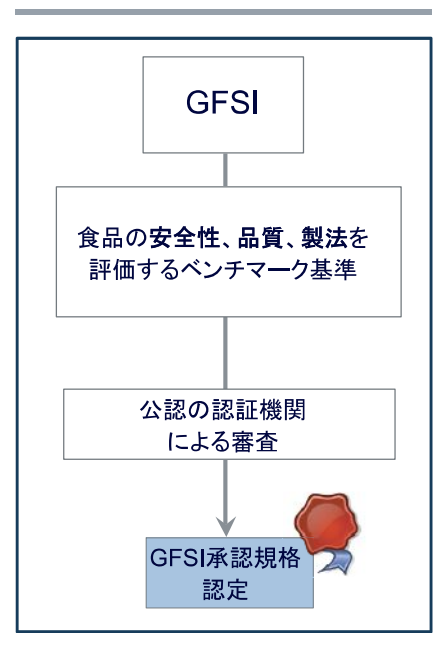 GFSI
食品の安全性、品質、製法を
評価するベンチマーク基準
公認の認証機関
による審査
GFSI承認規格
認定